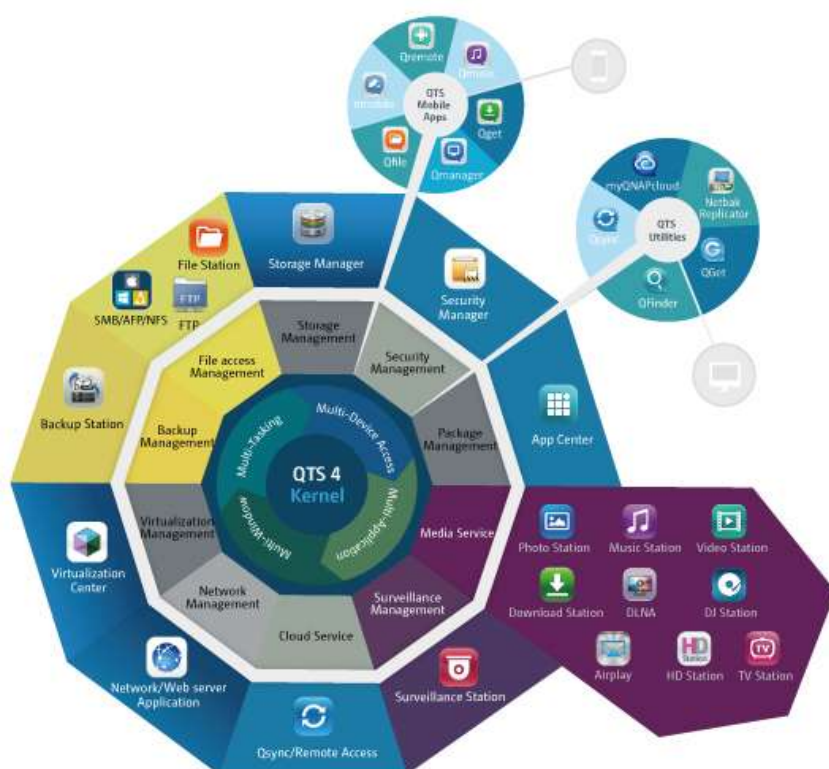 Qremote
Qmusic
QTS
Mobile
Apps
Qget
Qfile
Qmanager
myQNAPcloud
Netbak
Replicator
Qsync
QTS
Utilities
QGet
QFinder
File Station
Storage Manager
Security
Manager
SMB/AFP/NFS
FTP
FTP
Backup Station
App Center
Storage
Management
File access
Management
Security
Management
Backup
Management
Package
Management
Multi-Tasking
Multi-Device Access
QTS 4
Kernel
Multi-Window
Multi-Application
Virtualization
Management
Media Service
Network
Management
Surveillance
Management
Cloud Service
Virtualization
Center
Photo Station
Music Station
Video Station
Download Station
DLNA
DJ Station
HD
Station
TV
Airplay
HD Station
TV Station
Network/Web server
Application
Surveillance Station
Qsync/Remote Access